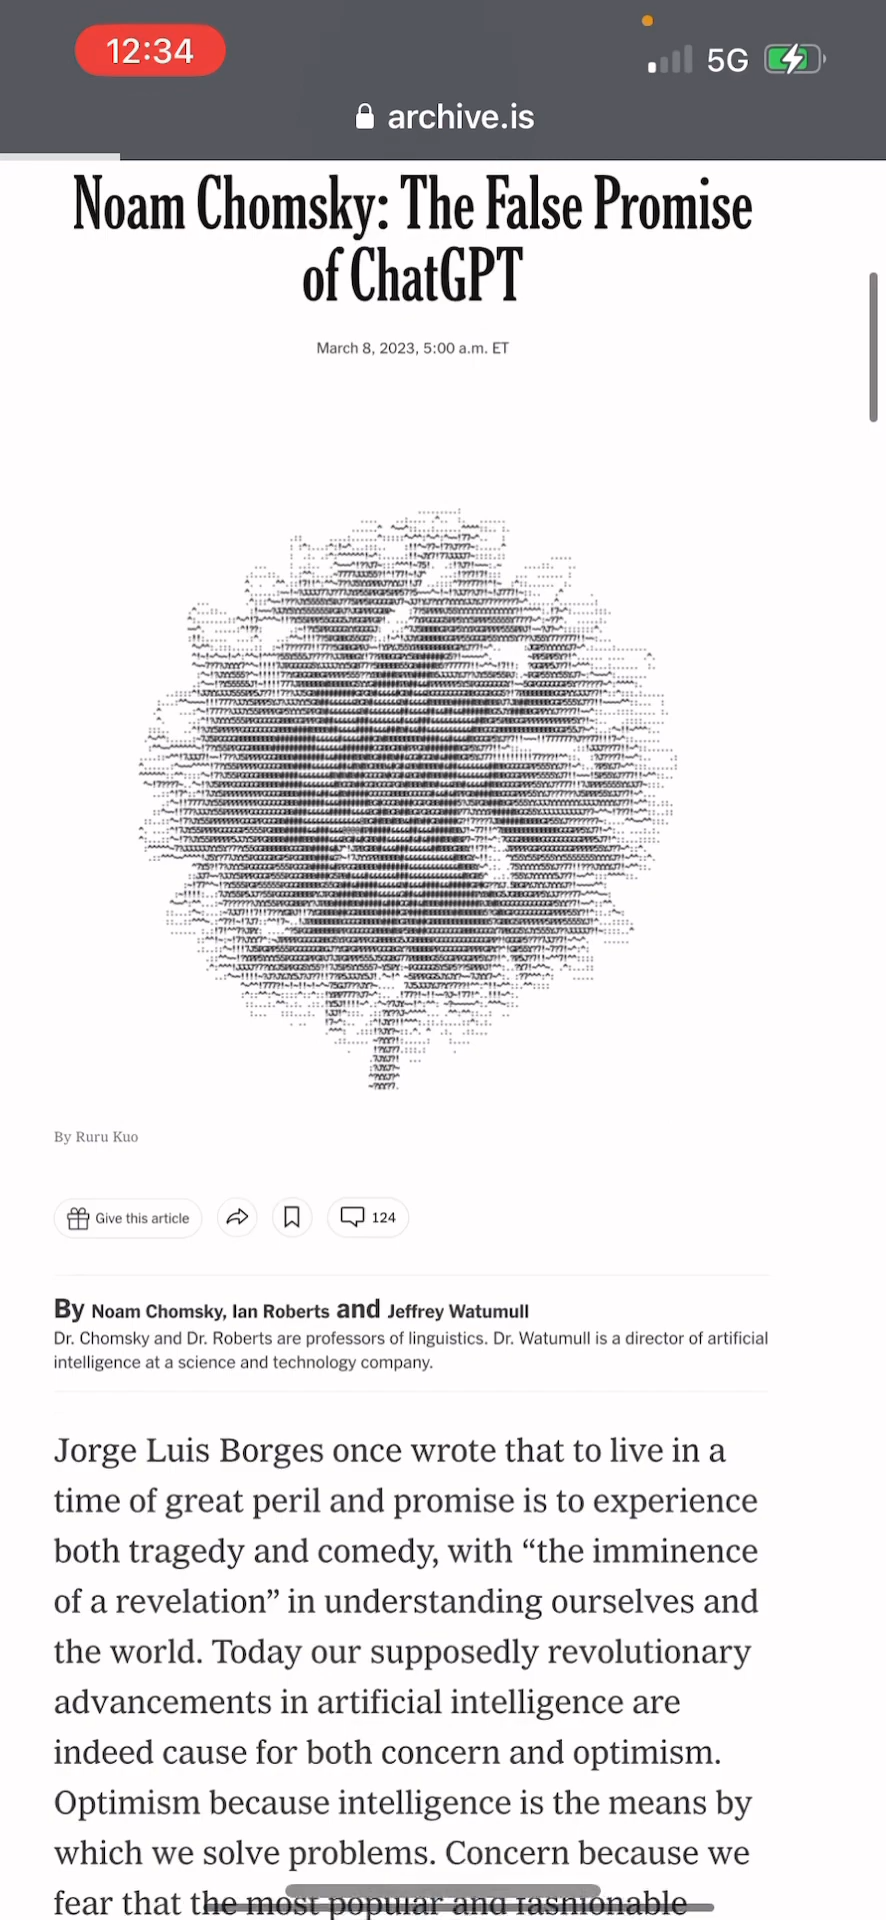 12:34
5G
archive.is
Noam Chomsky: The False Promise
of ChatGPT
March 8, 2023, 5:00 a.m. ET
By Ruru Kuo
Give this article
124
By Noam Chomsky, Ian Roberts and Jeffrey Watumull
Dr. Chomsky and Dr. Roberts are professors of linguistics. Dr. Watumull is a director of artificial
intelligence at a science and technology company.
Jorge Luis Borges once wrote that to live in a
time of great peril and promise is to experience
both tragedy and comedy, with “the imminence
of a revelation” in understanding ourselves and
the world. Today our supposedly revolutionary
advancements in artificial intelligence are
indeed cause for both concern and optimism.
Optimism because intelligence is the means by
which we solve problems. Concern because we
fear that the most popular and fashionable